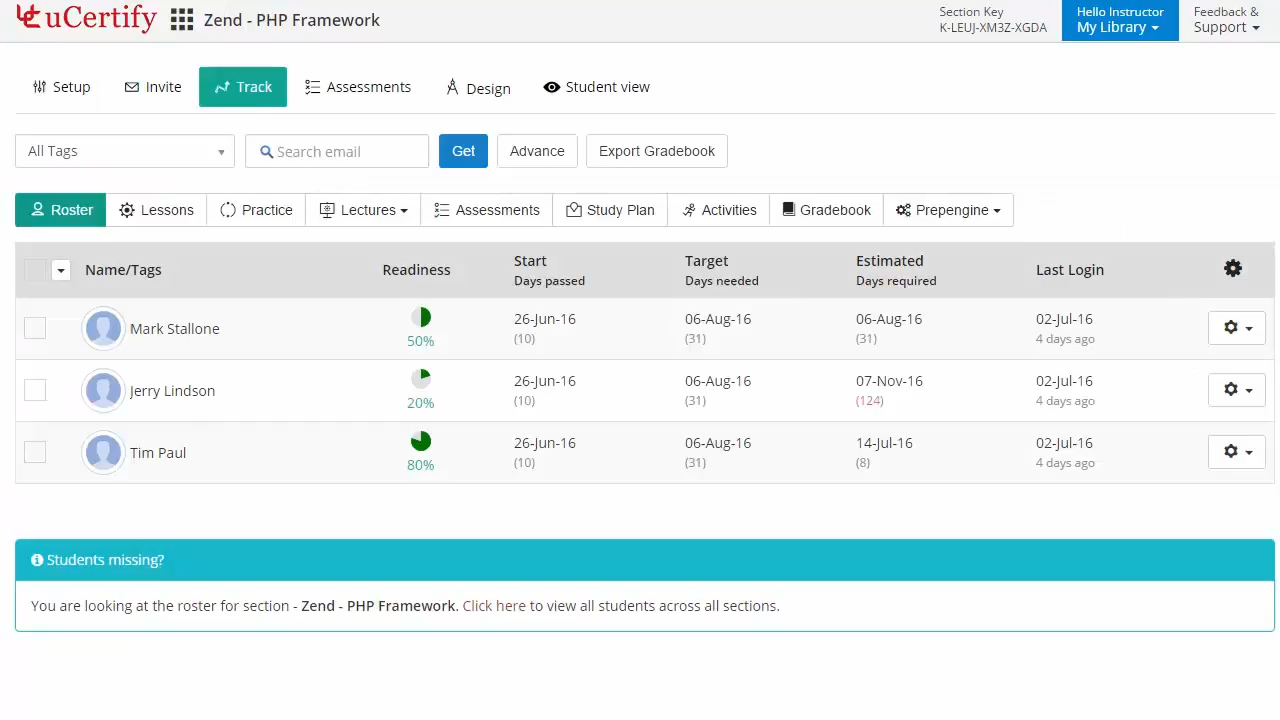 uCertify Zend - PHP Framework
Section Key
K-LEUJ-XM3Z-XGDA
Hello Instructor
My Library
Feedback &
Support
Setup Invite Track Assessments Design Student view
All Tags Search email Get Advance Export Gradebook
Roster Lessons Practice Lectures Assessments Study Plan Activities Gradebook Prepengine
Name/Tags Readiness Start Target Estimated Last Login
Days passed Days needed Days required
Mark Stallone 26-Jun-16 06-Aug-16 06-Aug-16 02-Jul-16
50% (10) (31) (31) 4 days ago
Jerry Lindson 26-Jun-16 06-Aug-16 07-Nov-16 02-Jul-16
20% (10) (31) (124) 4 days ago
Tim Paul 26-Jun-16 06-Aug-16 14-Jul-16 02-Jul-16
80% (10) (31) (8) 4 days ago
Students missing?
You are looking at the roster for section - Zend - PHP Framework. Click here to view all students across all sections.